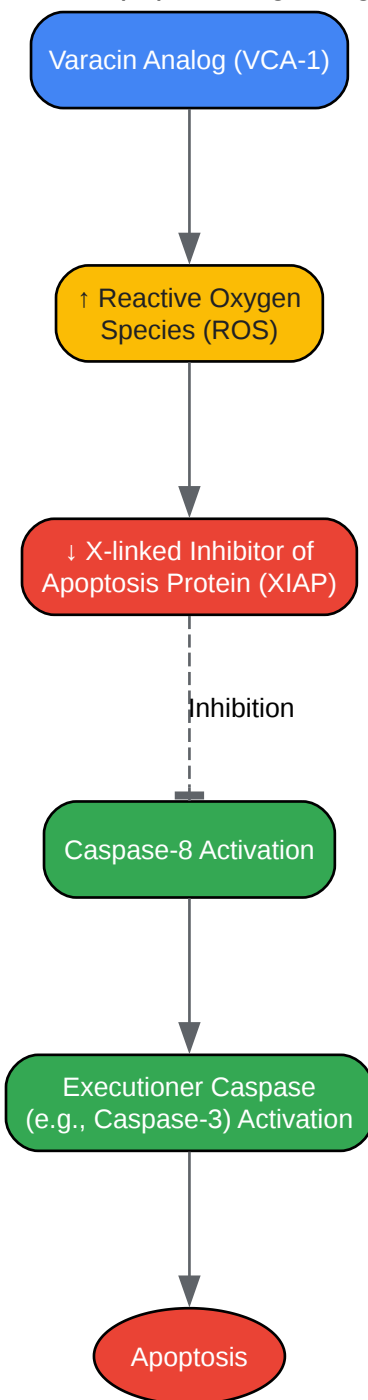 Varacin Analog (VCA-1)
↑ Reactive Oxygen
Species (ROS)
↓ X-linked Inhibitor of
Apoptosis Protein (XIAP)
Inhibition
Caspase-8 Activation
Executioner Caspase
(e.g., Caspase-3) Activation
Apoptosis